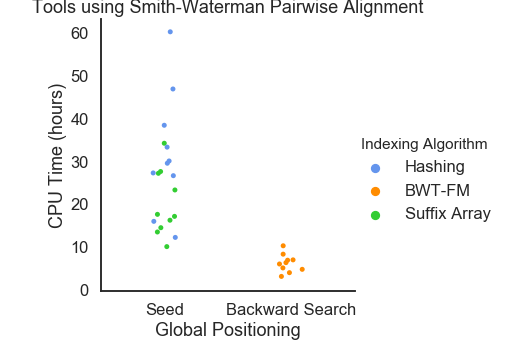 Tools using Smith-Waterman Pairwise Alignment
60
50
40
30
20
10
0
CPU Time (hours)
Seed
Backward Search
Global Positioning
Indexing Algorithm
Hashing
BWT-FM
Suffix Array